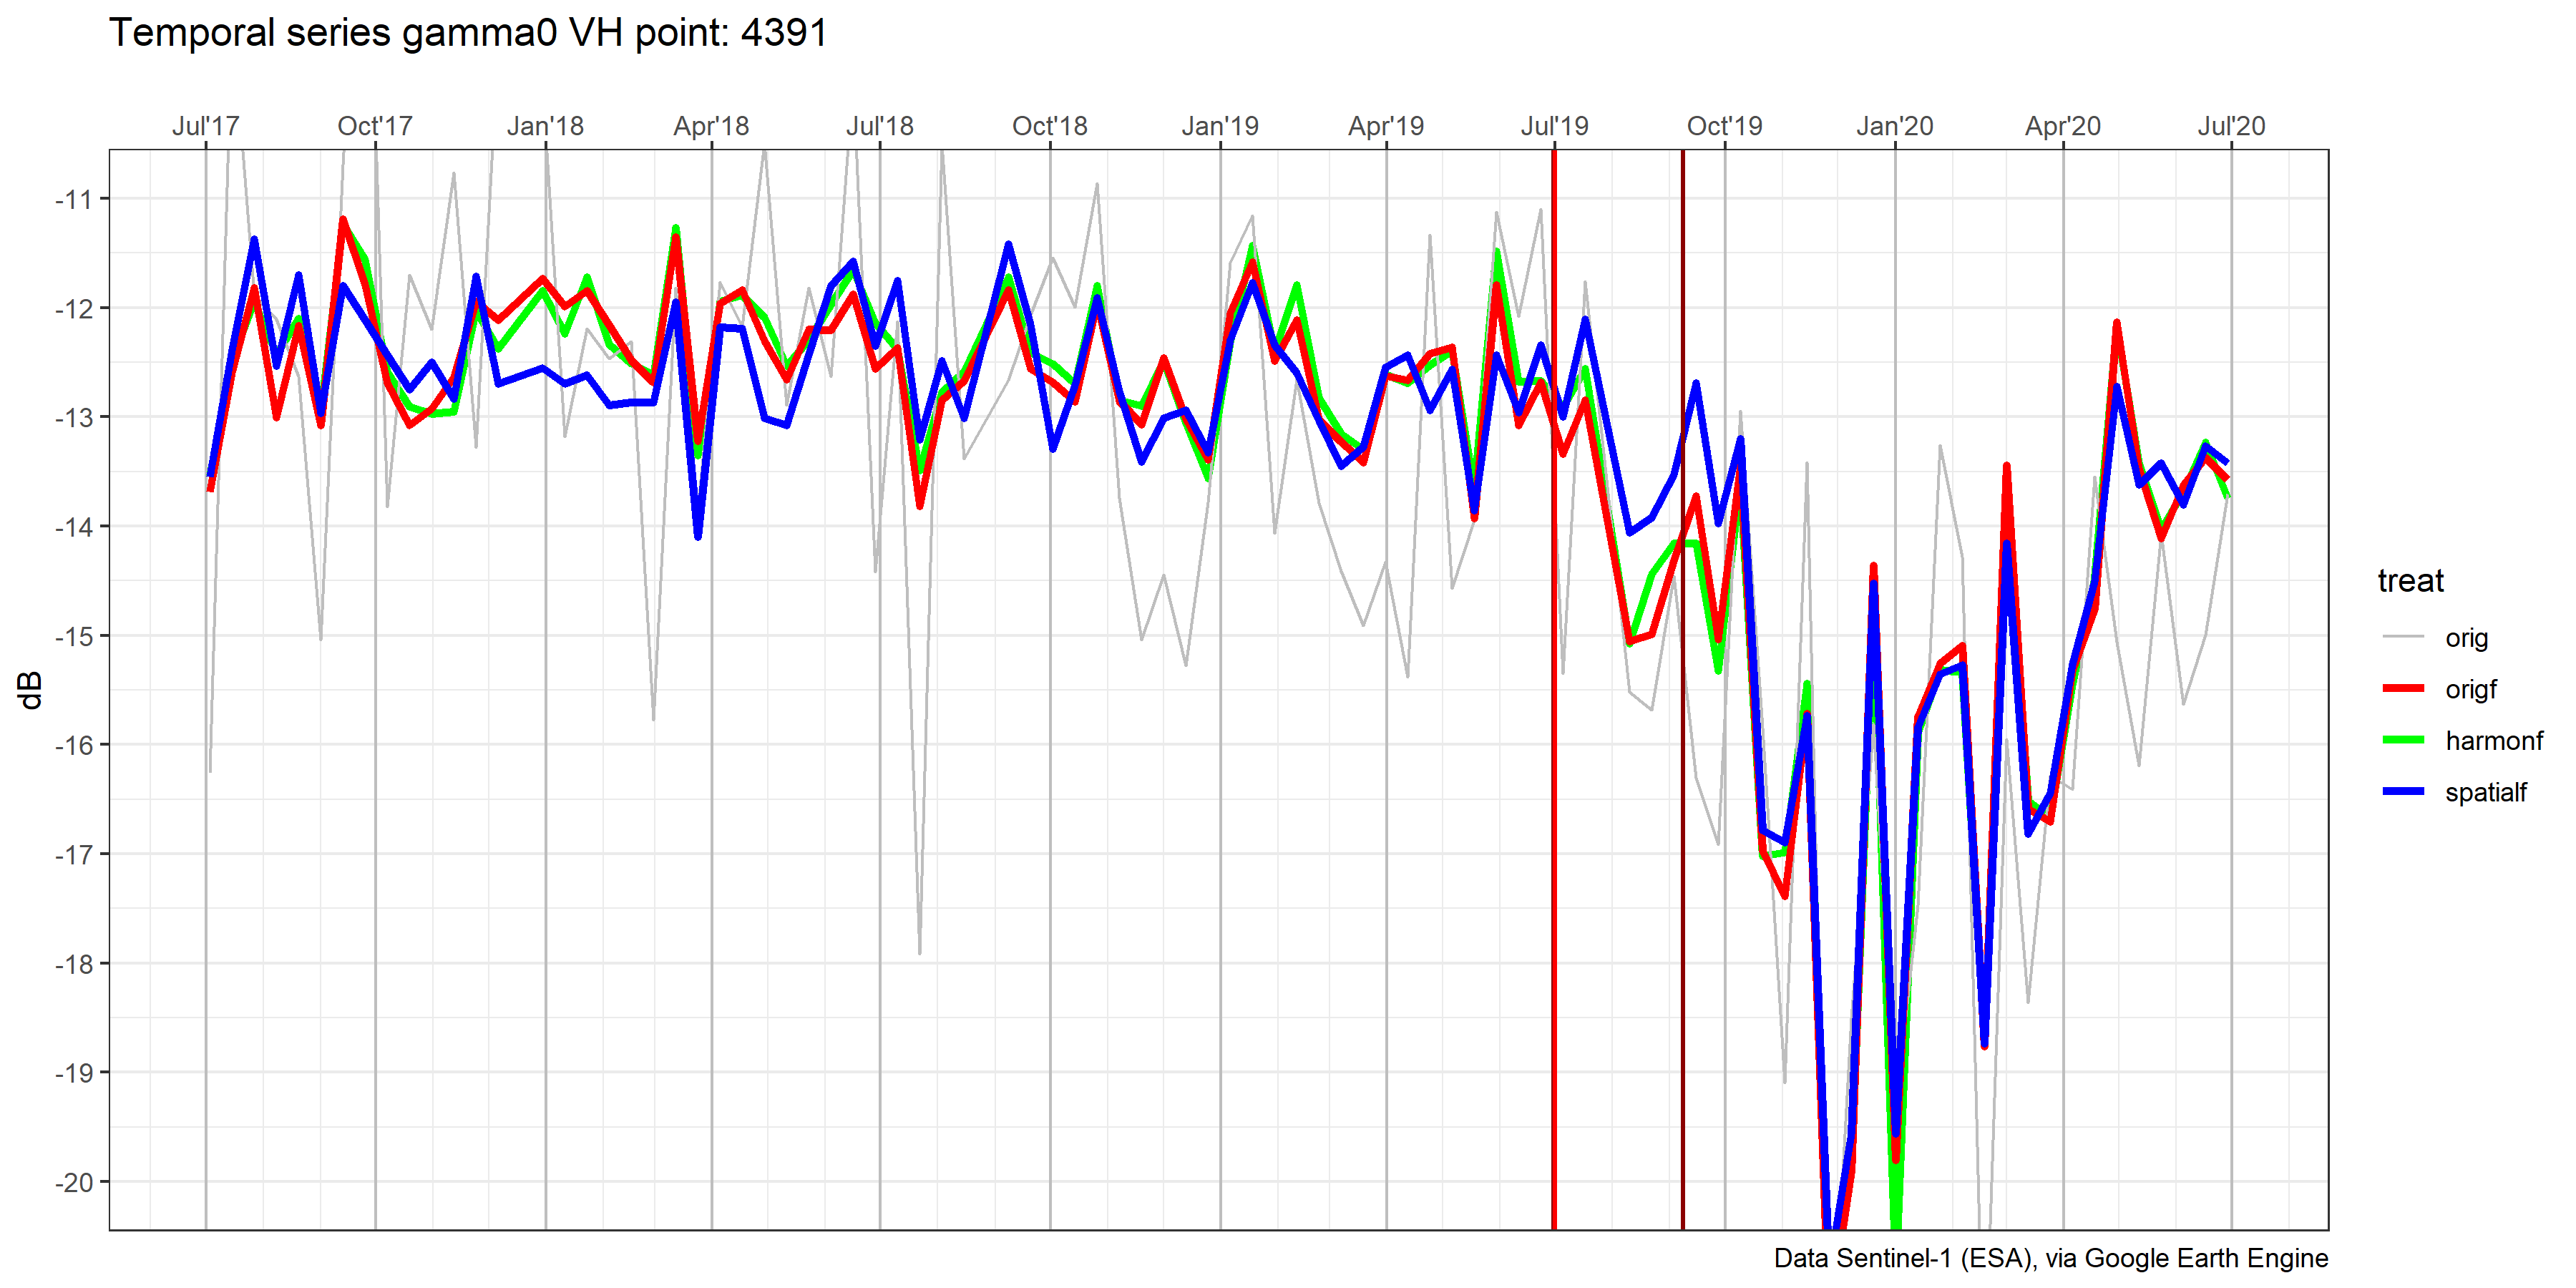 Temporal series gamma0 VH point: 4391
Jul'17 Oct'17 Jan'18 Apr'18 Jul'18 Oct'18 Jan'19 Apr'19 Jul'19 Oct'19 Jan'20 Apr'20 Jul'20
-11
-12
-13
-14
-15
-16
-17
-18
-19
-20
dB
treat
orig
origf
harmonf
spatialf
Data Sentinel-1 (ESA), via Google Earth Engine